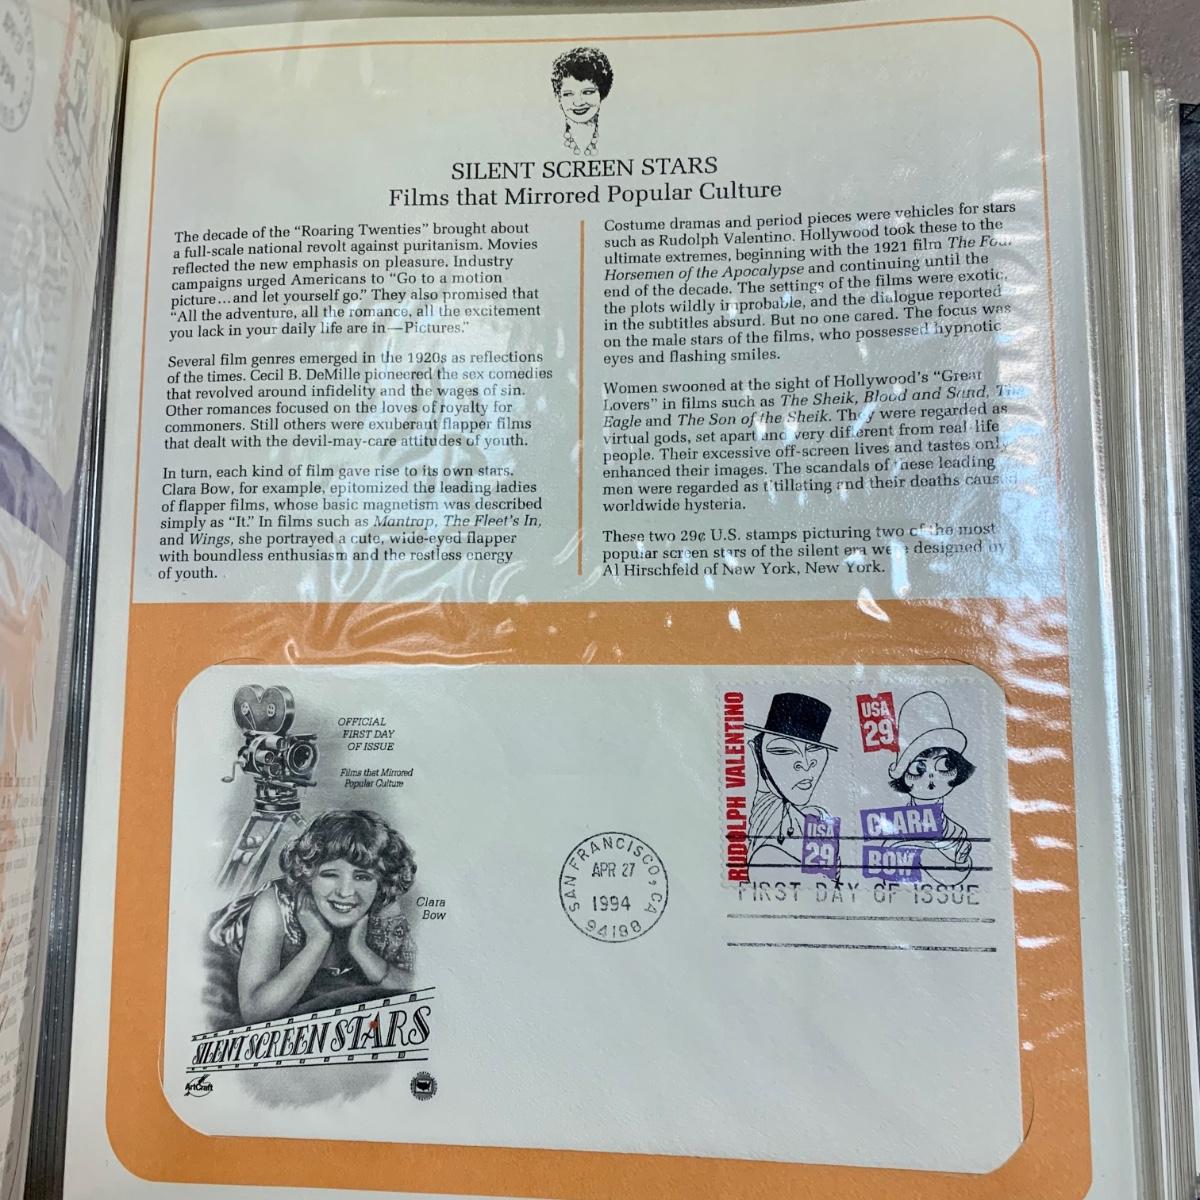 SILENT SCREEN STARS
Films that Mirrored Popular Culture
The decade of the “Roaring Twenties” brought about
a full-scale national revolt against puritanism. Movies
reflected the new emphasis on pleasure. Industry
campaigns urged Americans to “Go to a motion
picture...and let yourself go.” They also promised that
“All the adventure, all the romance, all the excitement
you lack in your daily life are in—Pictures.”
Several film genres emerged in the 1920s as reflections
of the times. Cecil B. DeMille pioneered the sex comedies
that revolved around infidelity and the wages of sin.
Other romances focused on the loves of royalty for
commoners. Still others were exuberant flapper films
that dealt with the devil-may-care attitudes of youth.
In turn, each kind of film gave rise to its own stars.
Clara Bow, for example, epitomized the leading ladies
of flapper films, whose basic magnetism was described
simply as “It.” In films such as Mantrap, The Fleet's In,
and Wings, she portrayed a cute, wide-eyed flapper
with boundless enthusiasm and the restless energy
of youth.
Costume dramas and period pieces were vehicles for stars
such as Rudolph Valentino. Hollywood took these to the
ultimate extremes, beginning with the 1921 film The Four
Horsemen of the Apocalypse and continuing until the
end of the decade. The settings of the films were exotic,
the plots wildly improbable, and the dialogue reported
in the subtitles absurd. But no one cared. The focus was
on the male stars of the films, who possessed hypnotic
eyes and flashing smiles.
Women swooned at the sight of Hollywood's “Great
Lovers” in films such as The Sheik, Blood and Sand, The
Eagle and The Son of the Sheik. They were regarded as
virtual gods, set apart and very different from real-life
people. Their excessive off-screen lives and tastes only
enhanced their images. The scandals of these leading
men were regarded as titillating and their deaths caused
worldwide hysteria.
These two 29¢ U.S. stamps picturing two of the most
popular screen stars of the silent era were designed by
Al Hirschfeld of New York, New York.
OFFICIAL
FIRST DAY
OF ISSUE
Films that Mirrored
Popular Culture
Clara
Bow
SILENT SCREEN STARS
ArtCraft
SAN FRANCISCO, CA
APR 27
1994
94188
RUDOLPH VALENTINO
USA
29
USA
29
CLARA
BOW
FIRST DAY OF ISSUE